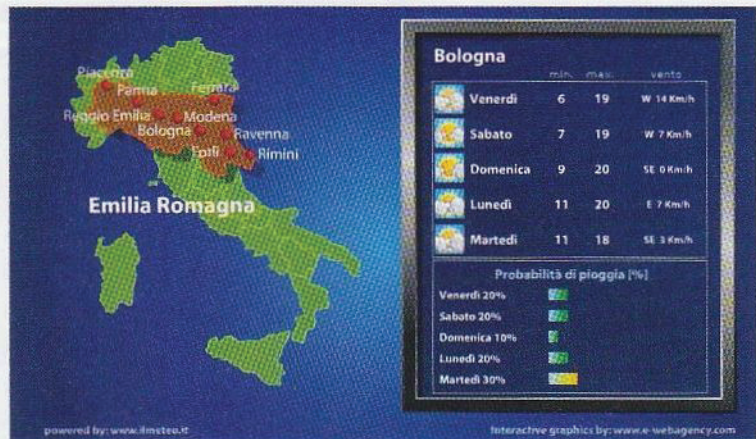 Piacenza
Parma
Ferrara
Reggio Emilia
Modena
Bologna
Ravenna
Forlì
Rimini
Emilia Romagna
Bologna
min. max. vento
Venerdì 6 19 W 14 Km/h
Sabato 7 19 W 7 Km/h
Domenica 9 20 SE 0 Km/h
Lunedì 11 20 E 7 Km/h
Martedì 11 18 SE 3 Km/h
Probabilità di pioggia [%]
Venerdì 20%
Sabato 20%
Domenica 10%
Lunedì 20%
Martedì 30%
powered by: www.ilmeteo.it
Interactive graphics by: www.e-webagency.com